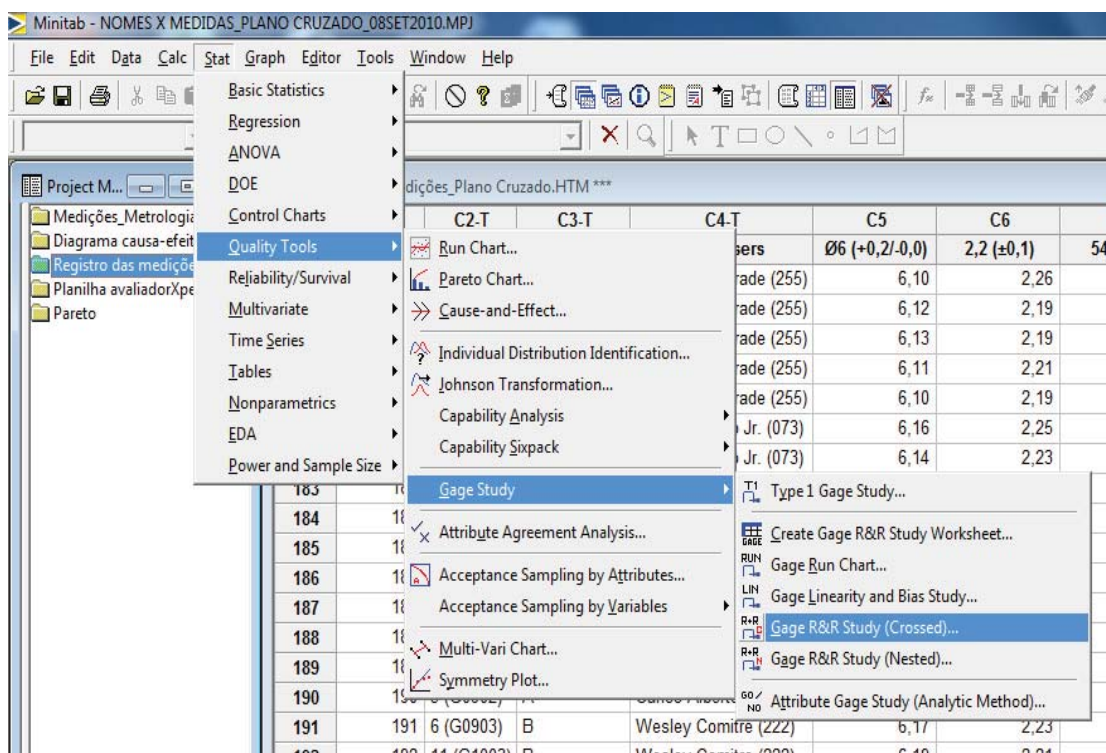 Minitab - NOMES X MEDIDAS_PLANO CRUZADO_08SET2010.MPJ
File Edit Data Calc Stat Graph Editor Tools Window Help
Project M...
Medições_Metrologia
Diagrama causa-efeit
Registro das mediçõe
Planilha avaliadorXpe
Pareto
Basic Statistics
Regression
ANOVA
DOE
Control Charts
Quality Tools
Reliability/Survival
Multivariate
Time Series
Tables
Nonparametrics
EDA
Power and Sample Size
Run Chart...
Pareto Chart...
Cause-and-Effect...
Individual Distribution Identification...
Johnson Transformation...
Capability Analysis
Capability Sixpack
Gage Study
Attribute Agreement Analysis...
Acceptance Sampling by Attributes...
Acceptance Sampling by Variables
Multi-Vari Chart...
Symmetry Plot...
T1 Type 1 Gage Study...
GAGE Create Gage R&R Study Worksheet...
RUN Gage Run Chart...
LIN Gage Linearity and Bias Study...
R+R Gage R&R Study (Crossed)...
R+R Gage R&R Study (Nested)...
GO/NO Attribute Gage Study (Analytic Method)...
dições_Plano Cruzado.HTM ***
C2-T C3-T C4-T C5 C6
sers Ø6 (+0,2/-0,0) 2,2 (±0,1) 54
rade (255) 6,10 2,26
rade (255) 6,12 2,19
rade (255) 6,13 2,19
rade (255) 6,11 2,21
rade (255) 6,10 2,19
Jr. (073) 6,16 2,25
Jr. (073) 6,14 2,23
183
184
185
186
187
188
189
190
191 191 6 (G0903) B Wesley Comitre (222) 6,17 2,23